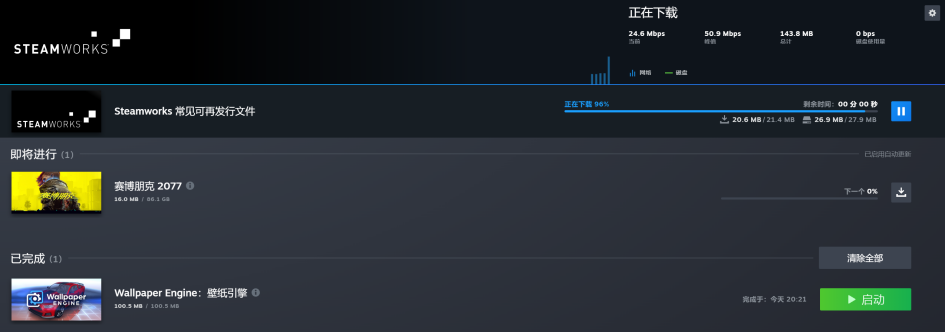 正在下载
STEAMWORKS
24.6 Mbps 50.9 Mbps 143.8 MB 0 bps
当前 峰值 总计 磁盘使用量
网络 磁盘
STEAMWORKS
Steamworks 常见可再发行文件
正在下载 96% 剩余时间: 00 分 00 秒
20.6 MB / 21.4 MB 26.9 MB / 27.9 MB
即将进行 (1) 已启用自动更新
赛博朋克 2077
16.0 MB / 86.1 GB
下一个 0%
已完成 (1) 清除全部
Wallpaper ENGINE
Wallpaper Engine：壁纸引擎
100.5 MB / 100.5 MB
完成于：今天 20:21
启动